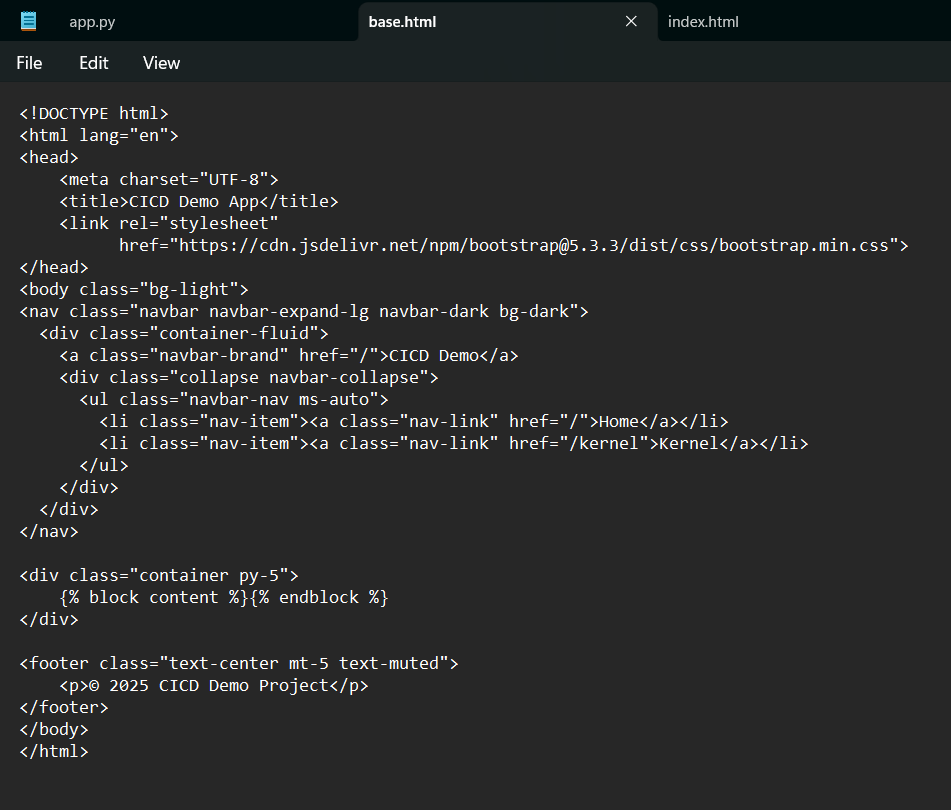 app.py
base.html
index.html
File
Edit
View
<!DOCTYPE html>
<html lang="en">
<head>
    <meta charset="UTF-8">
    <title>CICD Demo App</title>
    <link rel="stylesheet"
          href="https://cdn.jsdelivr.net/npm/bootstrap@5.3.3/dist/css/bootstrap.min.css">
</head>
<body class="bg-light">
<nav class="navbar navbar-expand-lg navbar-dark bg-dark">
  <div class="container-fluid">
    <a class="navbar-brand" href="/">CICD Demo</a>
    <div class="collapse navbar-collapse">
      <ul class="navbar-nav ms-auto">
        <li class="nav-item"><a class="nav-link" href="/">Home</a></li>
        <li class="nav-item"><a class="nav-link" href="/kernel">Kernel</a></li>
      </ul>
    </div>
  </div>
</nav>

<div class="container py-5">
    {% block content %}{% endblock %}
</div>

<footer class="text-center mt-5 text-muted">
    <p>© 2025 CICD Demo Project</p>
</footer>
</body>
</html>